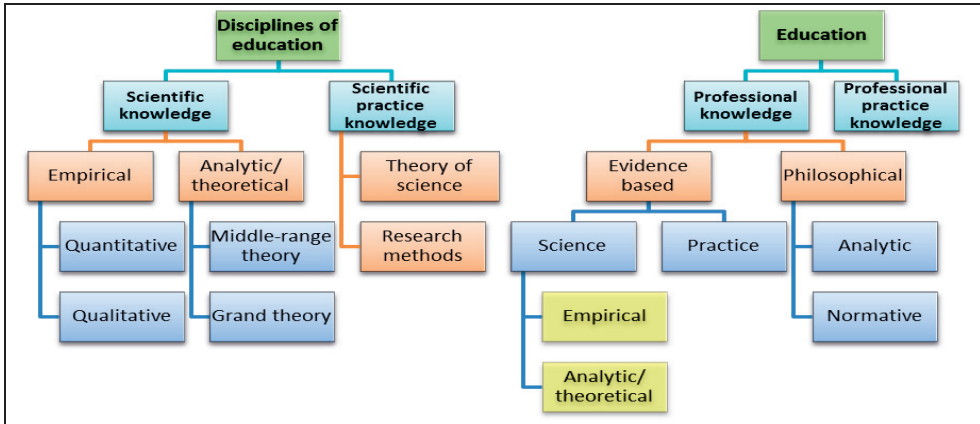 Disciplines of
education
Scientific
knowledge
Scientific
practice
knowledge
Empirical
Analytic/
theoretical
Theory of
science
Quantitative
Middle-range
theory
Research
methods
Qualitative
Grand theory
Education
Professional
knowledge
Professional
practice
knowledge
Evidence
based
Philosophical
Science
Practice
Analytic
Empirical
Normative
Analytic/
theoretical